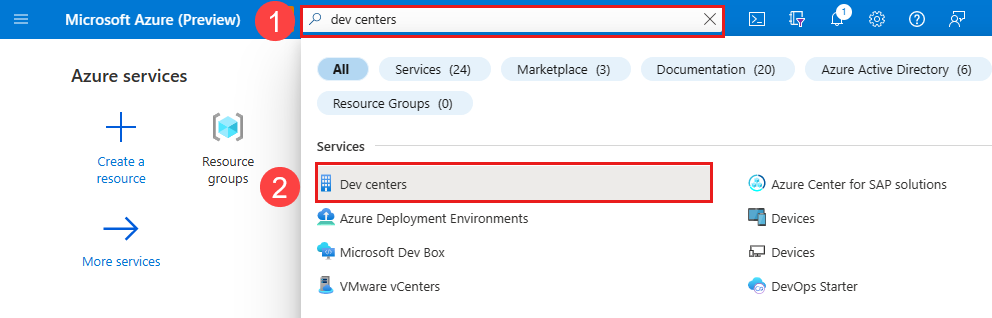 Microsoft Azure (Preview)
1
dev centers
1
All
Services (24)
Marketplace (3)
Documentation (20)
Azure Active Directory (6)
Resource Groups (0)
Azure services
Create a
resource
Resource
groups
More services
Services
2
Dev centers
Azure Deployment Environments
Microsoft Dev Box
VMware vCenters
Azure Center for SAP solutions
Devices
Devices
DevOps Starter